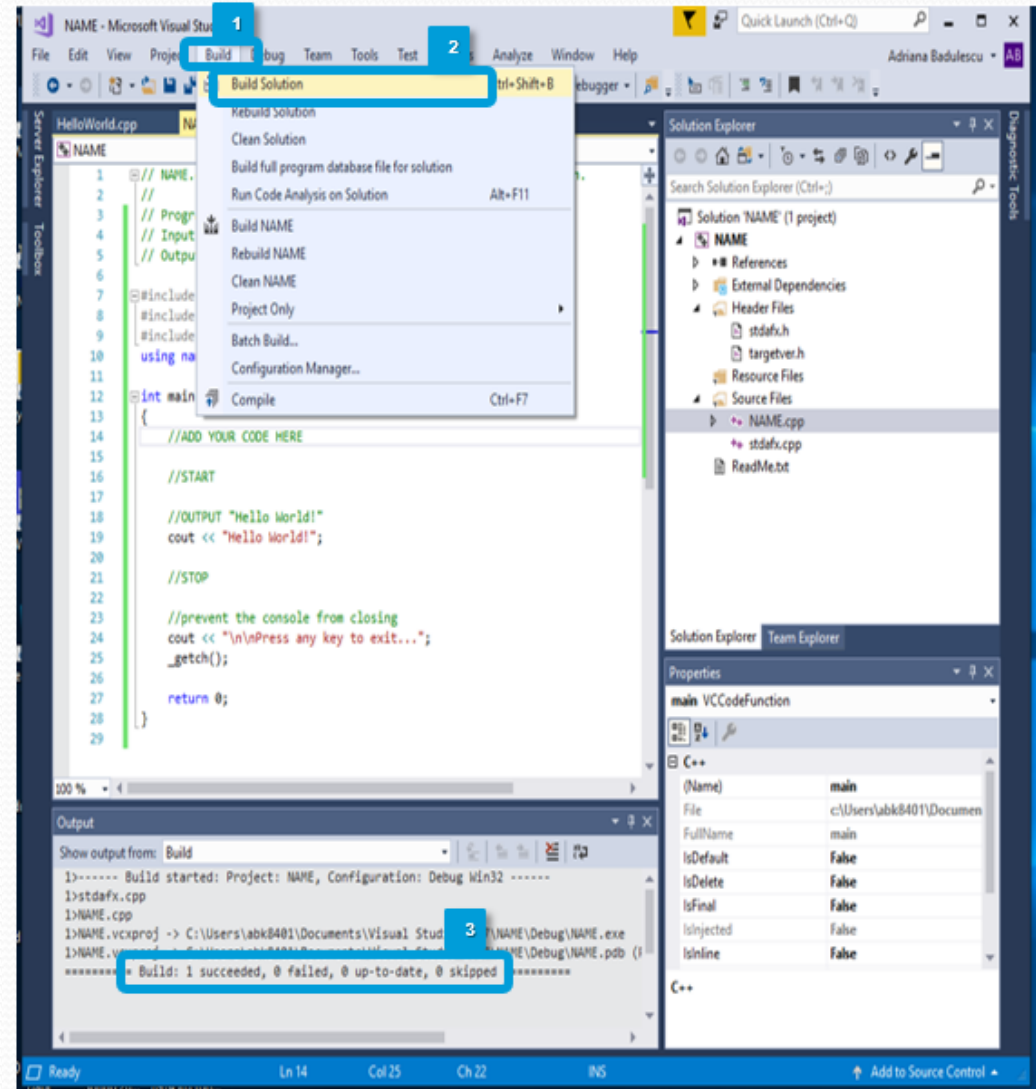 1
NAME - Microsoft Visual Stu
Quick Launch (Ctrl+Q)
File Edit View Projec Build Debug Team Tools Test Analyze Window Help
Adriana Badulescu AB
2
Build Solution Ctrl+Shift+B
ebugger
Rebuild Solution
Clean Solution
Build full program database file for solution
Run Code Analysis on Solution Alt+F11
Build NAME
Rebuild NAME
Clean NAME
Project Only
Batch Build...
Configuration Manager...
Compile Ctrl+F7
Server Explorer
Toolbox
HelloWorld.cpp NA
NAME
1 // NAME.
2 //
3 // Progr
4 // Input
5 // Outpu
6
7 #include
8 #include
9 #include
10 using na
11
12 int main
13 {
14 //ADD YOUR CODE HERE
15
16 //START
17
18 //OUTPUT "Hello World!"
19 cout << "Hello World!";
20
21 //STOP
22
23 //prevent the console from closing
24 cout << "\n\nPress any key to exit...";
25 _getch();
26
27 return 0;
28 }
29
100 %
Solution Explorer
Search Solution Explorer (Ctrl+;)
Solution 'NAME' (1 project)
NAME
References
External Dependencies
Header Files
stdafx.h
targetver.h
Resource Files
Source Files
NAME.cpp
stdafx.cpp
ReadMe.txt
Diagnostic Tools
Solution Explorer Team Explorer
Properties
main VCCodeFunction
C++
(Name) main
File c:\Users\abk8401\Documen
FullName main
IsDefault False
IsDelete False
IsFinal False
IsInjected False
IsInline False
C++
Output
Show output from: Build
1>------ Build started: Project: NAME, Configuration: Debug Win32 ------
1>stdafx.cpp
1>NAME.cpp
1>NAME.vcxproj -> C:\Users\abk8401\Documents\Visual Stud \NAME\Debug\NAME.exe
3
\NAME\Debug\NAME.pdb
========== Build: 1 succeeded, 0 failed, 0 up-to-date, 0 skipped ==========
Ready Ln 14 Col 25 Ch 22 INS Add to Source Control